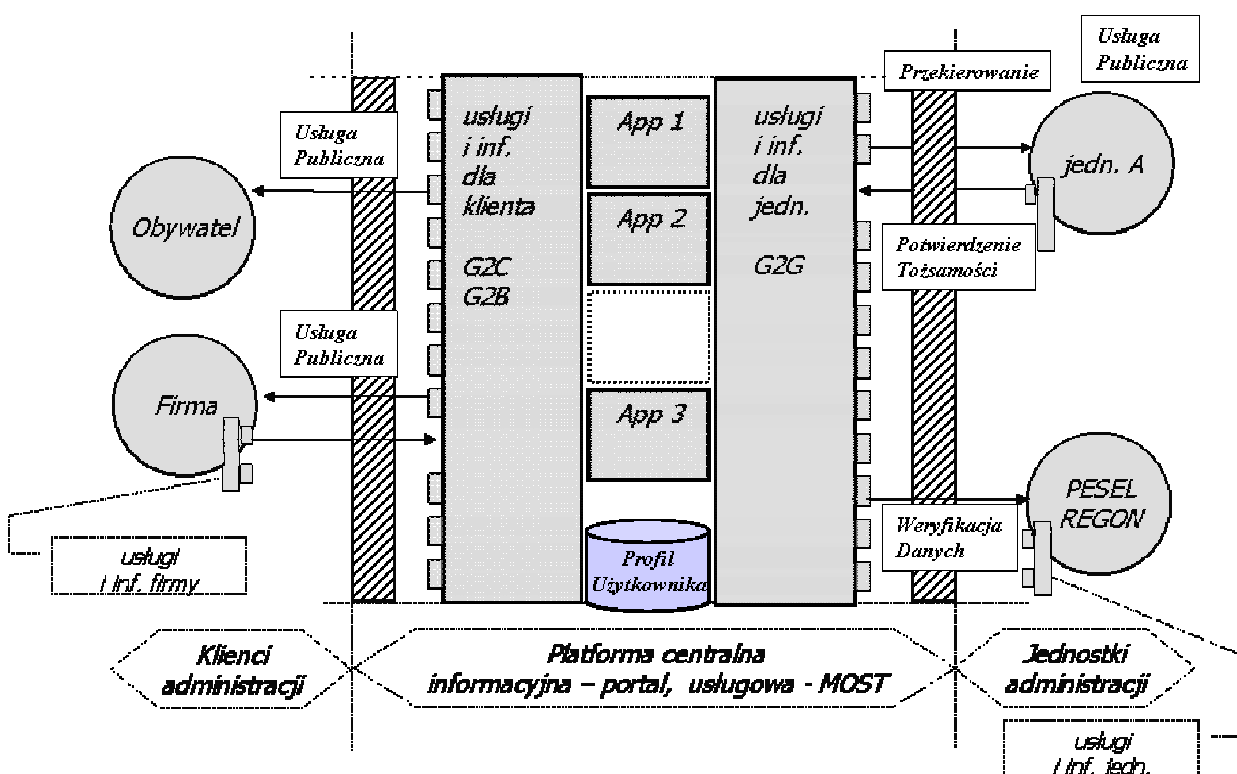 Usługa
Publiczna
Przekierowanie
Usługa
Publiczna
usługi
i inf.
dla
klienta
G2C
G2B
App 1
App 2
App 3
usługi
i inf.
dla
jedn.
G2G
jedn. A
Obywatel
Potwierdzenie
Tożsamości
Usługa
Publiczna
Firma
PESEL
REGON
Weryfikacja
Danych
Profil
Użytkownika
usługi
i inf. firmy
Klienci
administracji
Platforma centralna
informacyjna – portal, usługowa - MOST
Jednostki
administracji
usługi
i inf. jedn.